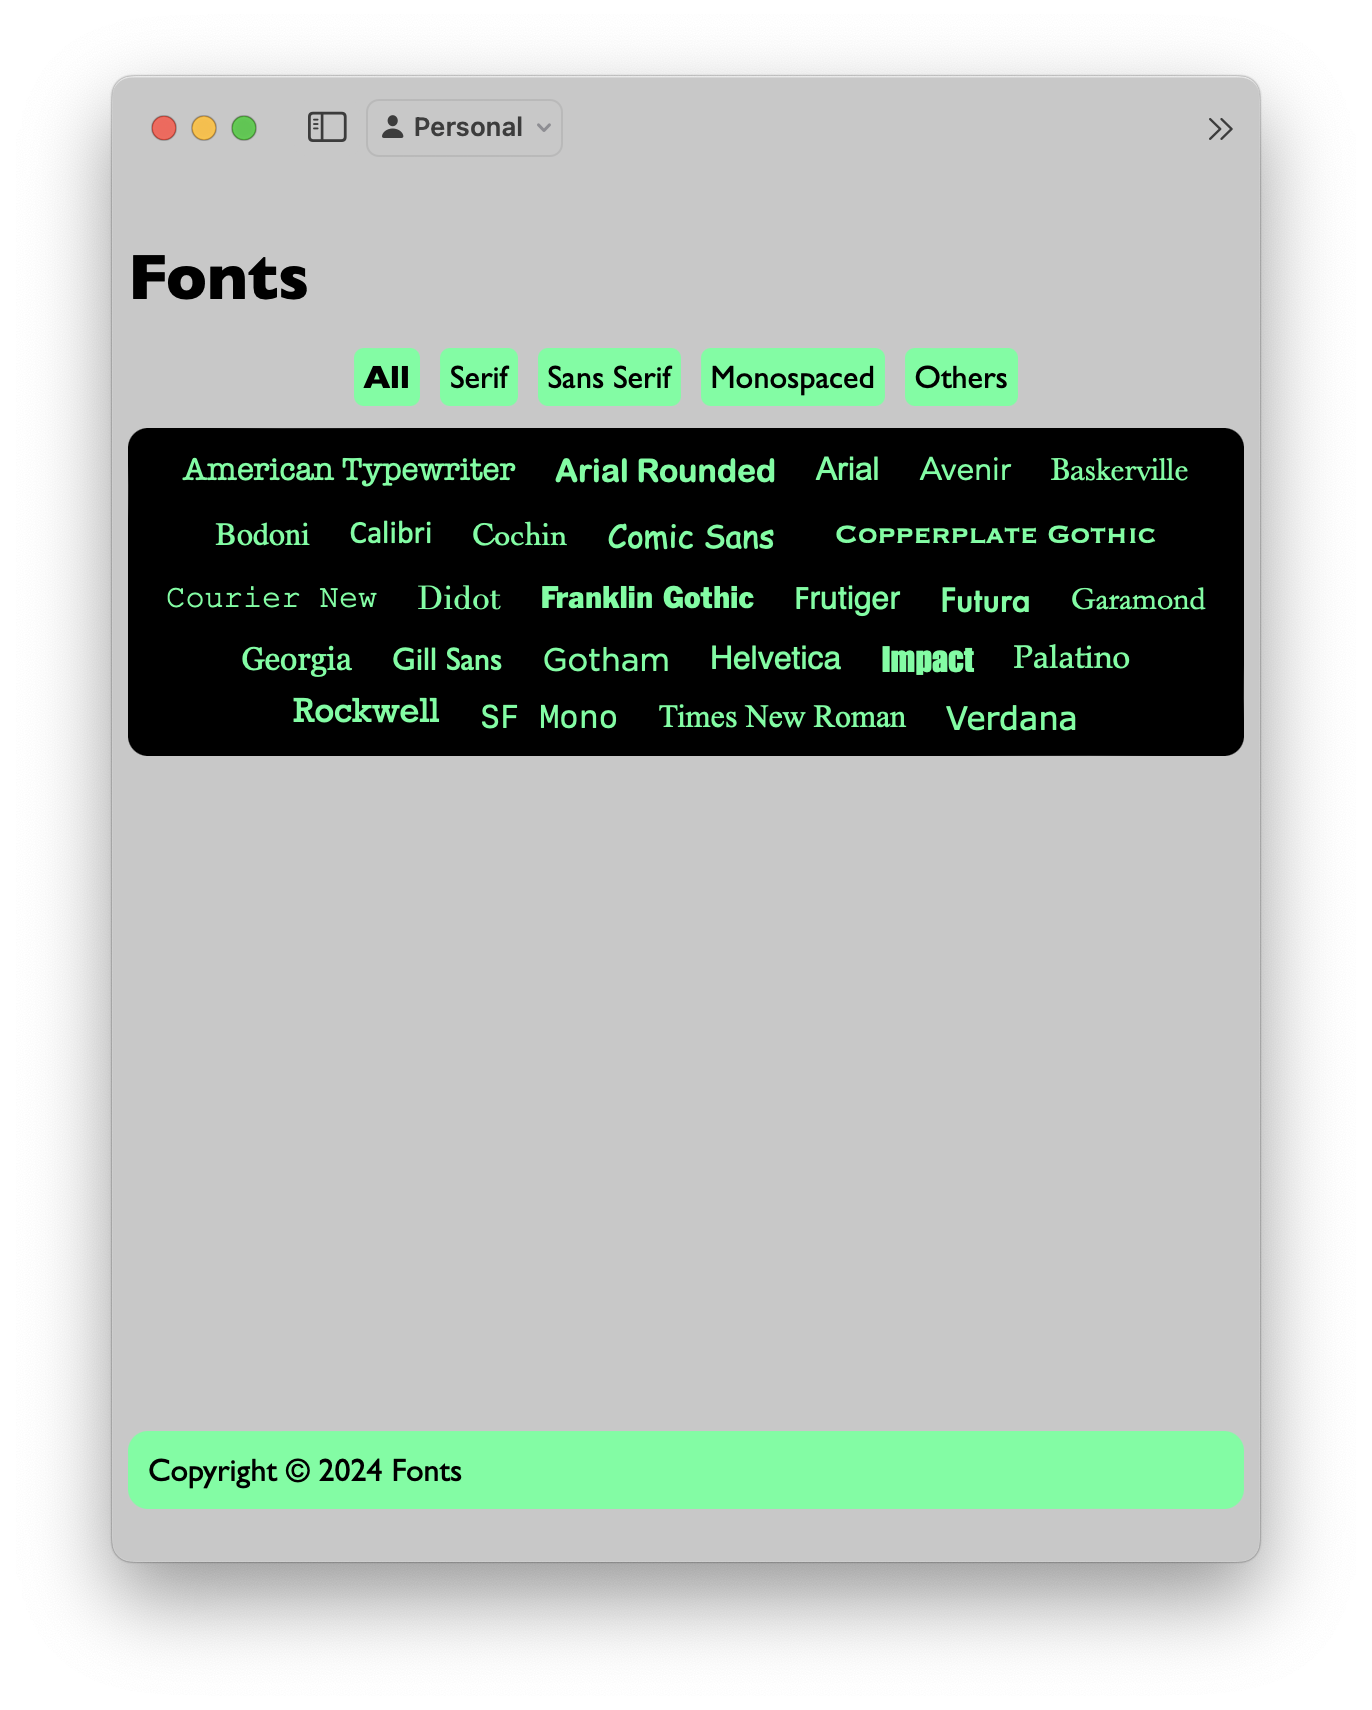 Personal
Fonts
All Serif Sans Serif Monospaced Others
American Typewriter Arial Rounded Arial Avenir Baskerville
Bodoni Calibri Cochin Comic Sans Copperplate Gothic
Courier New Didot Franklin Gothic Frutiger Futura Garamond
Georgia Gill Sans Gotham Helvetica Impact Palatino
Rockwell SF Mono Times New Roman Verdana
Copyright © 2024 Fonts